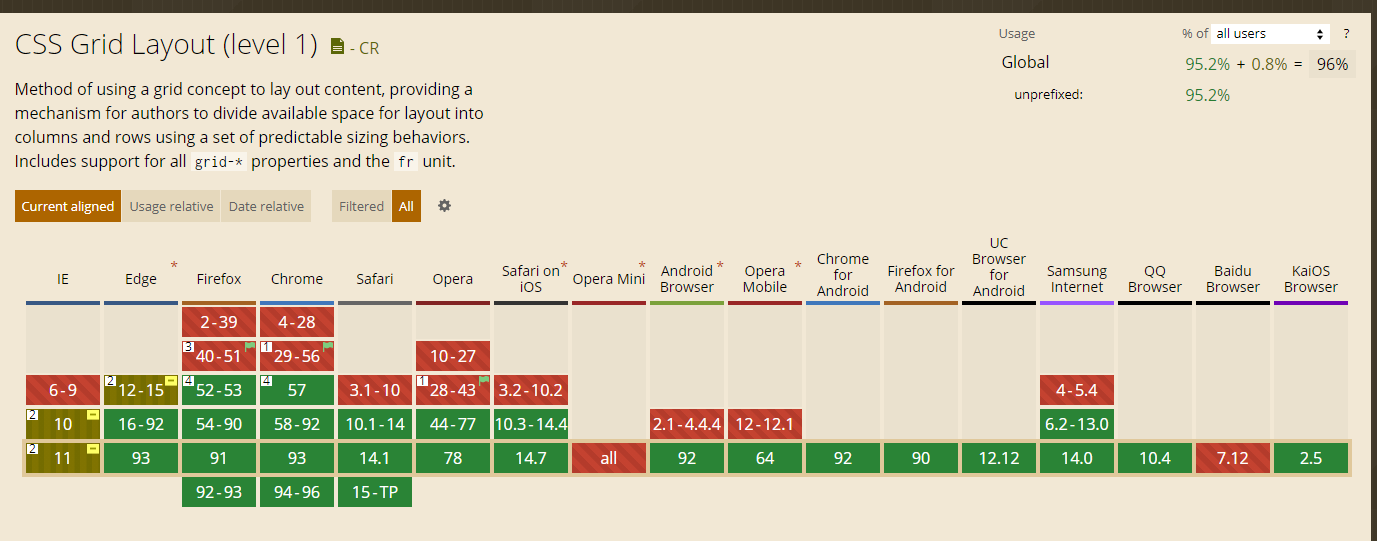 CSS Grid Layout (level 1) - CR
Usage % of all users ?
Global 95.2% + 0.8% = 96%
unprefixed: 95.2%
Method of using a grid concept to lay out content, providing a
mechanism for authors to divide available space for layout into
columns and rows using a set of predictable sizing behaviors.
Includes support for all grid-* properties and the fr unit.
Current aligned Usage relative Date relative Filtered All
IE
Edge *
Firefox
Chrome
Safari
Opera
Safari on *
iOS
Opera Mini *
Android *
Browser
Opera *
Mobile
Chrome
for
Android
Firefox for
Android
UC
Browser
for
Android
Samsung
Internet
QQ
Browser
Baidu
Browser
KaiOS
Browser
2-39 4-28
3 40-51 1 29-56 10-27
6-9 2 12-15 4 52-53 4 57 3.1-10 1 28-43 3.2-10.2 4-5.4
2 10 16-92 54-90 58-92 10.1-14 44-77 10.3-14.4 2.1-4.4.4 12-12.1 6.2-13.0
2 11 93 91 93 14.1 78 14.7 all 92 64 92 90 12.12 14.0 10.4 7.12 2.5
92-93 94-96 15-TP